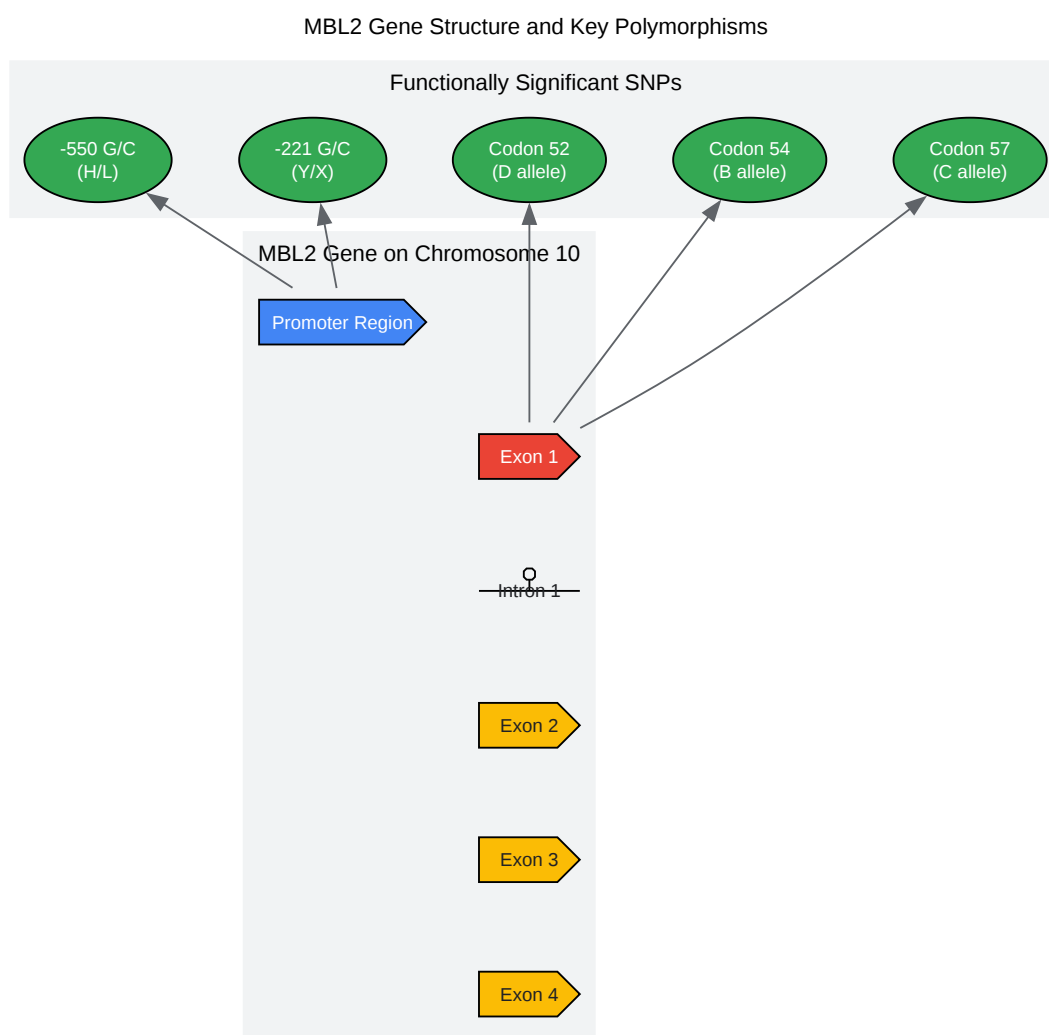 MBL2 Gene Structure and Key Polymorphisms
Functionally Significant SNPs
-550 G/C
(H/L)
-221 G/C
(Y/X)
Codon 52
(D allele)
Codon 54
(B allele)
Codon 57
(C allele)
MBL2 Gene on Chromosome 10
Promoter Region
Exon 1
Intron 1
Exon 2
Exon 3
Exon 4